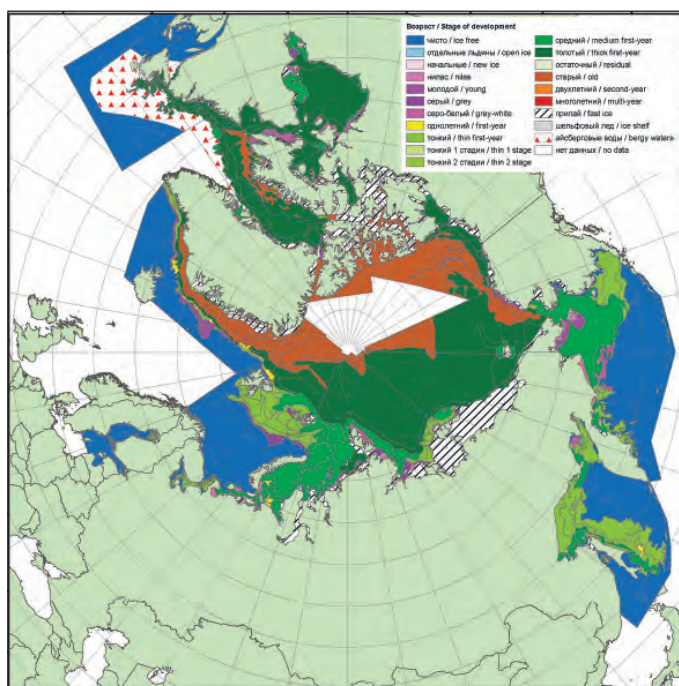 Возраст / Stage of development
чисто / ice free
отдельные льдины / open ice
начальные / new ice
нилас / nilas
молодой / young
серый / grey
серо-белый / grey-white
однолетний / first-year
тонкий / thin first-year
тонкий 1 стадии / thin 1 stage
тонкий 2 стадии / thin 2 stage
средний / medium first-year
толстый / thick first-year
остаточный / residual
старый / old
двухлетний / second-year
многолетний / multi-year
припай / fast ice
шельфовый лед / ice shelf
айсберговые воды / bergy waters
нет данных / no data